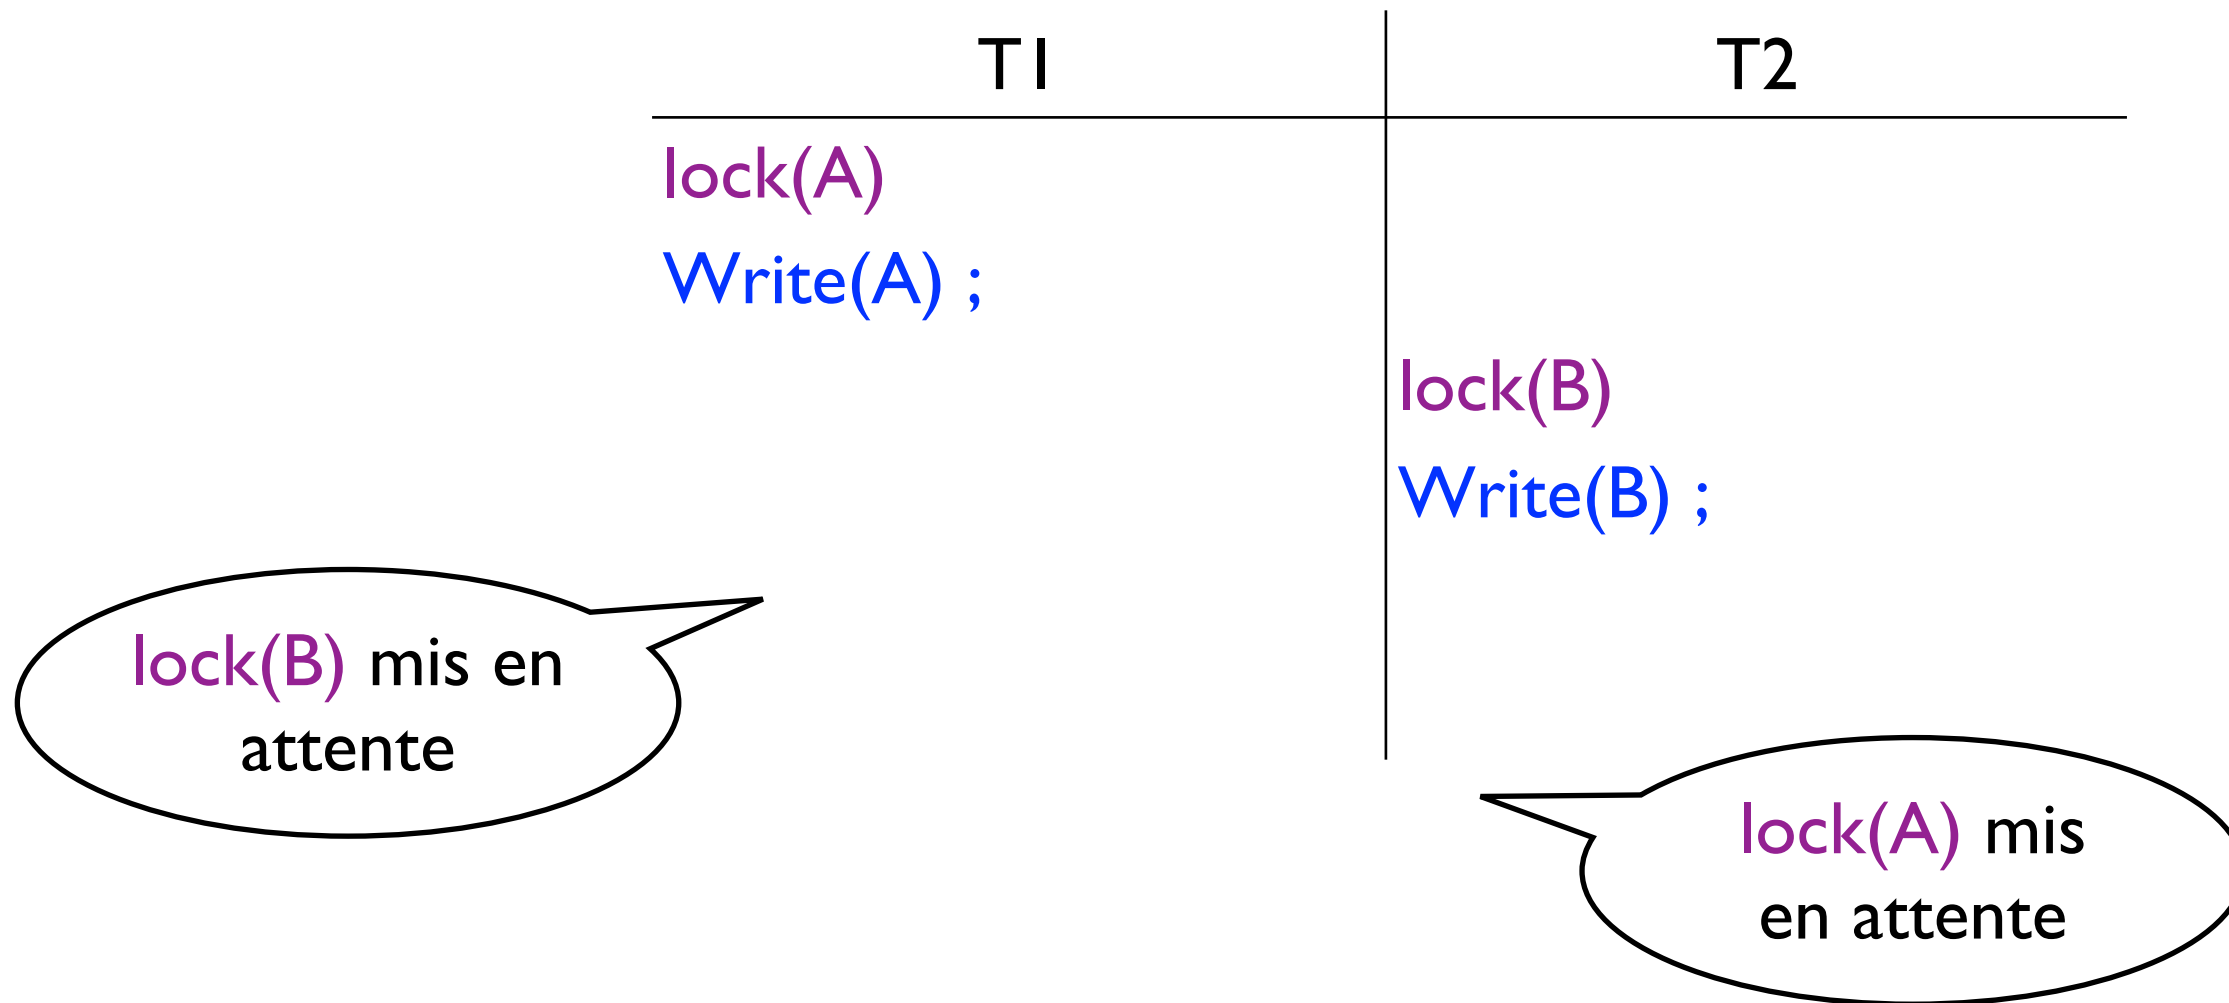 T1 T2
lock(A)
Write(A) ;
lock(B)
Write(B) ;
lock(B) mis en
attente
lock(A) mis
en attente